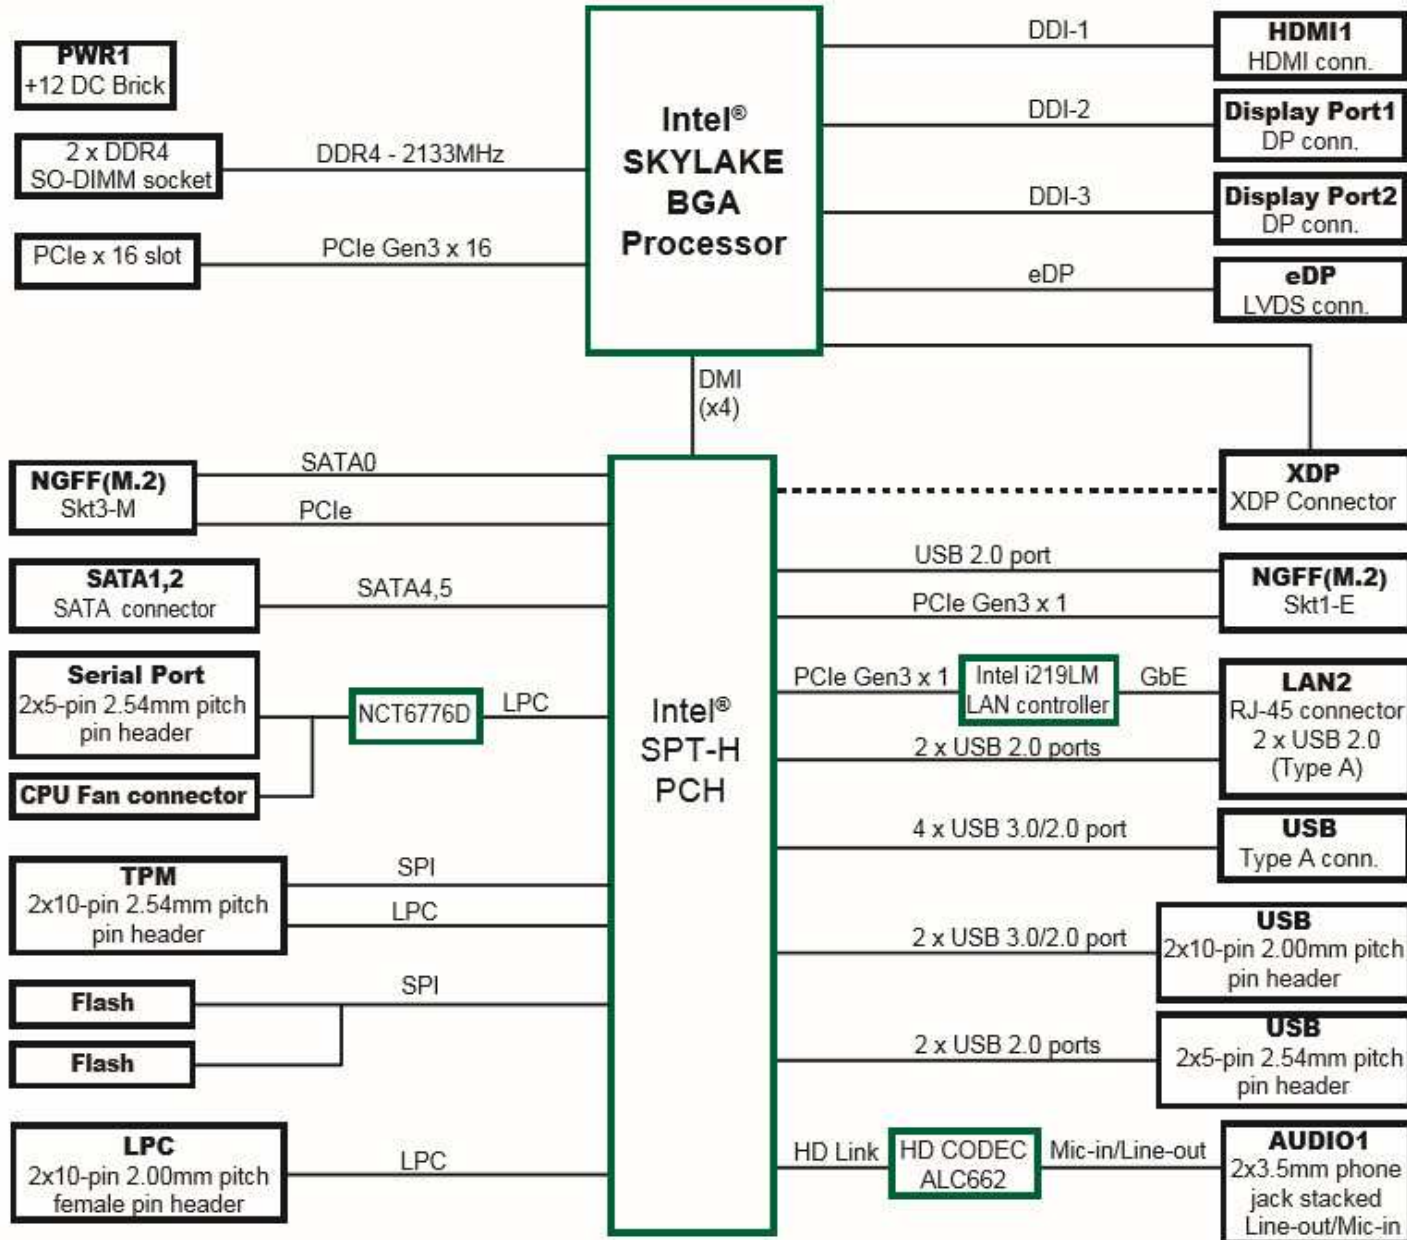 PWR1
+12 DC Brick
2 x DDR4
SO-DIMM socket
DDR4 - 2133MHz
PCIe x 16 slot
PCIe Gen3 x 16
Intel®
SKYLAKE
BGA
Processor
DDI-1
HDMI1
HDMI conn.
DDI-2
Display Port1
DP conn.
DDI-3
Display Port2
DP conn.
eDP
eDP
LVDS conn.
DMI
(x4)
NGFF(M.2)
Skt3-M
SATA0
PCIe
SATA1,2
SATA connector
SATA4,5
Serial Port
2x5-pin 2.54mm pitch
pin header
NCT6776D
LPC
CPU Fan connector
TPM
2x10-pin 2.54mm pitch
pin header
SPI
LPC
Flash
SPI
Flash
LPC
2x10-pin 2.00mm pitch
female pin header
LPC
Intel®
SPT-H
PCH
XDP
XDP Connector
USB 2.0 port
PCIe Gen3 x 1
NGFF(M.2)
Skt1-E
PCIe Gen3 x 1
Intel i219LM
LAN controller
GbE
2 x USB 2.0 ports
LAN2
RJ-45 connector
2 x USB 2.0
(Type A)
4 x USB 3.0/2.0 port
USB
Type A conn.
2 x USB 3.0/2.0 port
USB
2x10-pin 2.00mm pitch
pin header
2 x USB 2.0 ports
USB
2x5-pin 2.54mm pitch
pin header
HD Link
HD CODEC
ALC662
Mic-in/Line-out
AUDIO1
2x3.5mm phone
jack stacked
Line-out/Mic-in